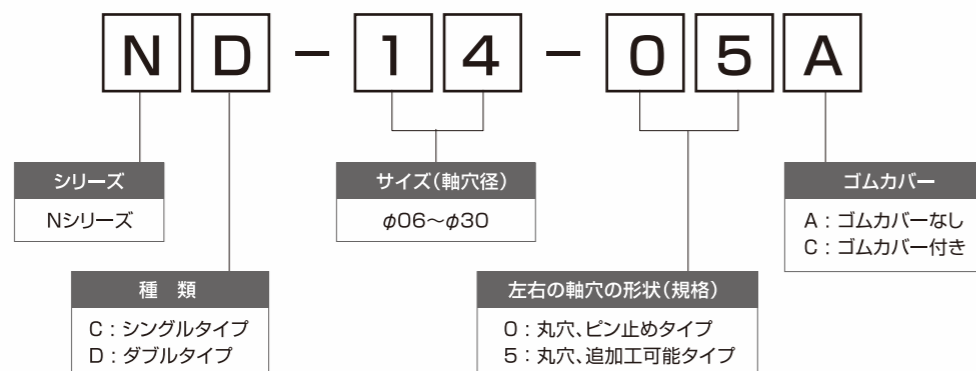 ND-14-05A
シリーズ
Nシリーズ
サイズ(軸穴径)
φ06～φ30
ゴムカバー
A：ゴムカバーなし
C：ゴムカバー付き
種　類
C：シングルタイプ
D：ダブルタイプ
左右の軸穴の形状(規格)
0：丸穴、ピン止めタイプ
5：丸穴、追加工可能タイプ